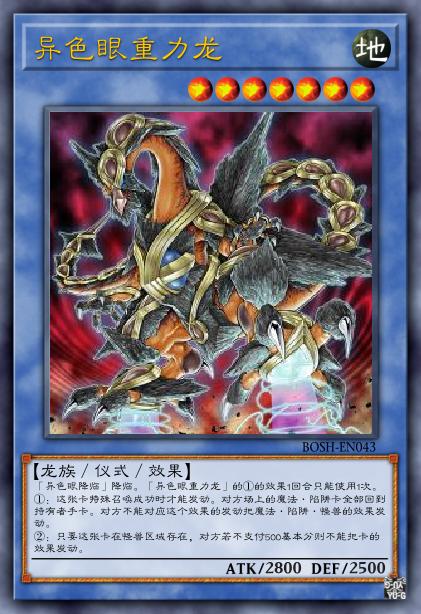 异色眼重力龙
地
BOSH-EN043
【龙族／仪式／效果】
「异色眼降临」降临。「异色眼重力龙」的①的效果1回合只能使用1次。
①：这张卡特殊召唤成功时才能发动。对方场上的魔法·陷阱卡全部回到
持有者手卡。对方不能对应这个效果的发动把魔法·陷阱·怪兽的效果发
动。
②：只要这张卡在怪兽区域存在，对方若不支付500基本分则不能把卡的
效果发动。
ATK/2800 DEF/2500